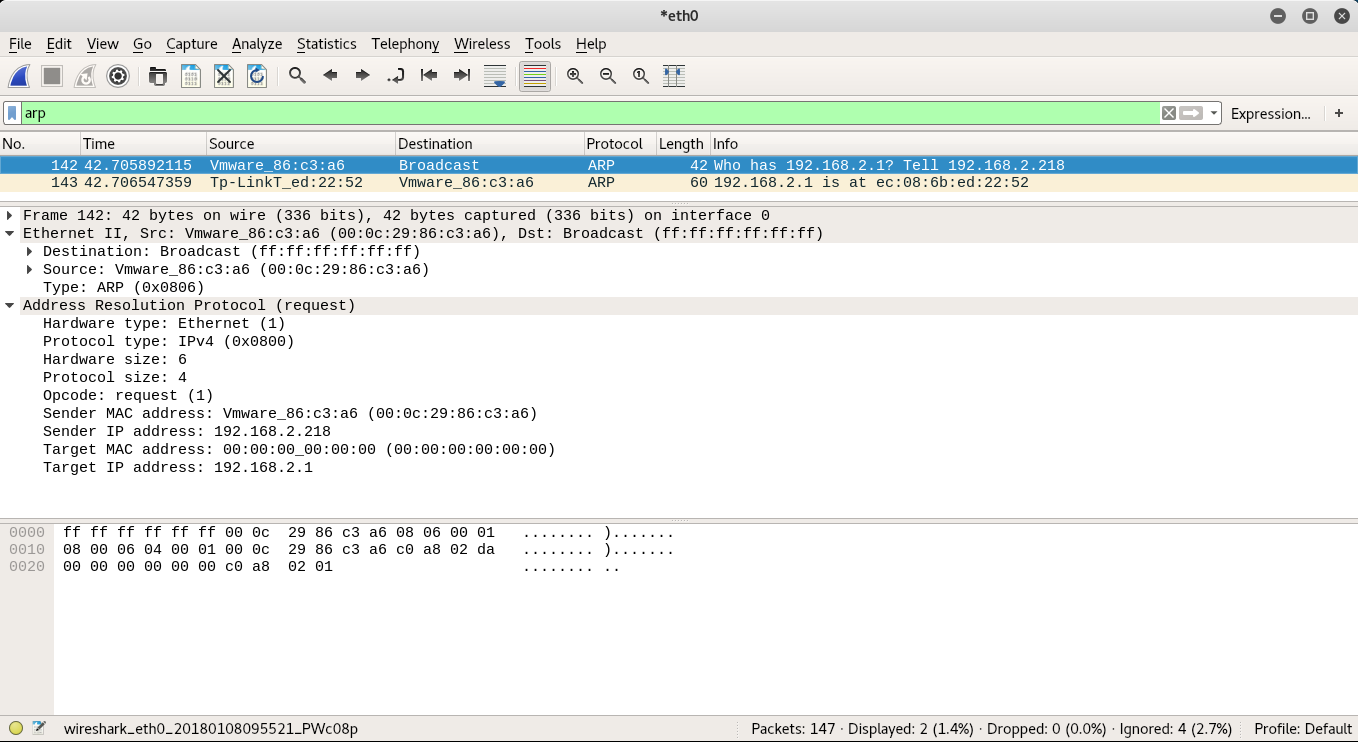 *eth0
File Edit View Go Capture Analyze Statistics Telephony Wireless Tools Help
arp Expression... +
No. Time Source Destination Protocol Length Info
142 42.705892115 Vmware_86:c3:a6 Broadcast ARP 42 Who has 192.168.2.1? Tell 192.168.2.218
143 42.706547359 Tp-LinkT_ed:22:52 Vmware_86:c3:a6 ARP 60 192.168.2.1 is at ec:08:6b:ed:22:52
Frame 142: 42 bytes on wire (336 bits), 42 bytes captured (336 bits) on interface 0
Ethernet II, Src: Vmware_86:c3:a6 (00:0c:29:86:c3:a6), Dst: Broadcast (ff:ff:ff:ff:ff:ff)
Destination: Broadcast (ff:ff:ff:ff:ff:ff)
Source: Vmware_86:c3:a6 (00:0c:29:86:c3:a6)
Type: ARP (0x0806)
Address Resolution Protocol (request)
Hardware type: Ethernet (1)
Protocol type: IPv4 (0x0800)
Hardware size: 6
Protocol size: 4
Opcode: request (1)
Sender MAC address: Vmware_86:c3:a6 (00:0c:29:86:c3:a6)
Sender IP address: 192.168.2.218
Target MAC address: 00:00:00_00:00:00 (00:00:00:00:00:00)
Target IP address: 192.168.2.1
0000 ff ff ff ff ff ff 00 0c 29 86 c3 a6 08 06 00 01 ........ ).......
0010 08 00 06 04 00 01 00 0c 29 86 c3 a6 c0 a8 02 da ........ ).......
0020 00 00 00 00 00 00 c0 a8 02 01 ........ ..
wireshark_eth0_20180108095521_PWc08p Packets: 147 · Displayed: 2 (1.4%) · Dropped: 0 (0.0%) · Ignored: 4 (2.7%) Profile: Default